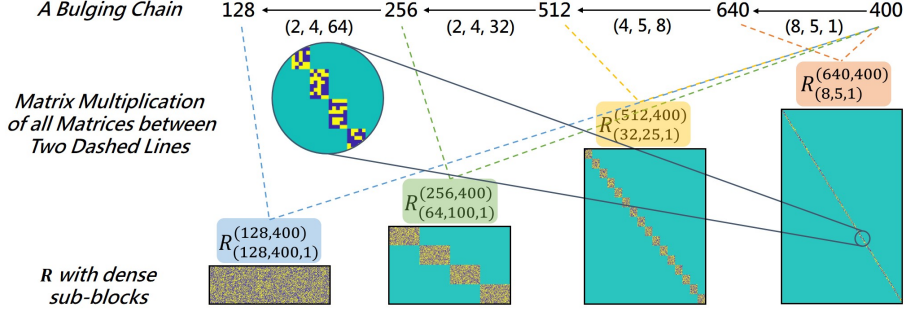 A Bulging Chain 128 256 512 640 400
(2, 4, 64) (2, 4, 32) (4, 5, 8) (8, 5, 1)
Matrix Multiplication
of all Matrices between
Two Dashed Lines
R(640,400)
(8,5,1)
R(512,400)
(32,25,1)
R(256,400)
(64,100,1)
R(128,400)
(128,400,1)
R with dense
sub-blocks